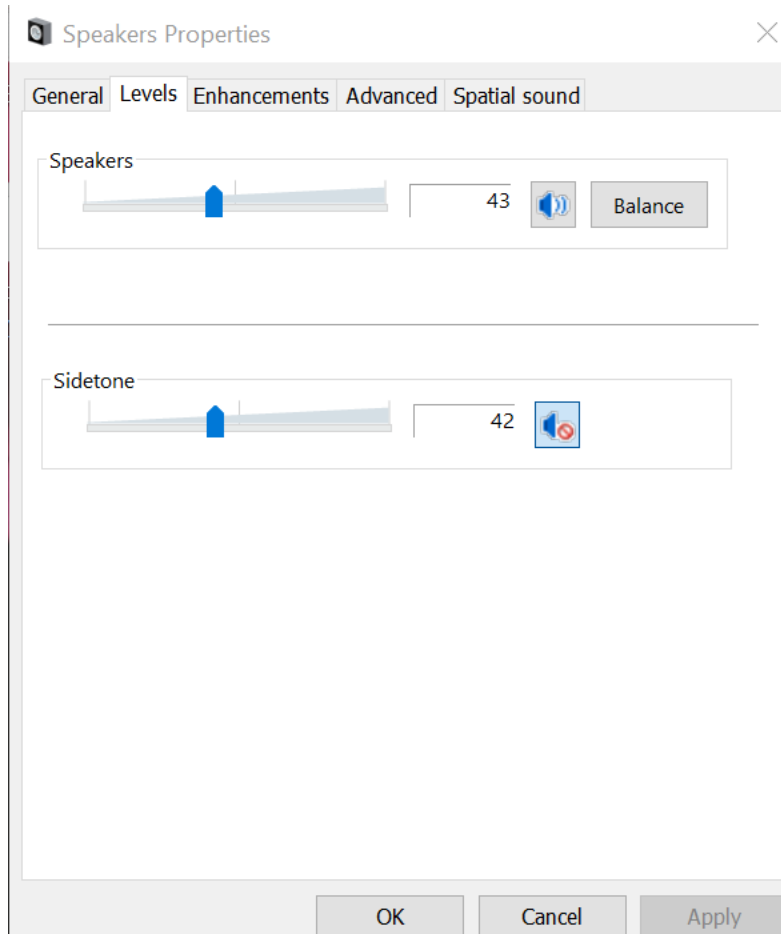 Speakers Properties
General Levels Enhancements Advanced Spatial sound
Speakers
43
Balance
Sidetone
42
OK Cancel Apply